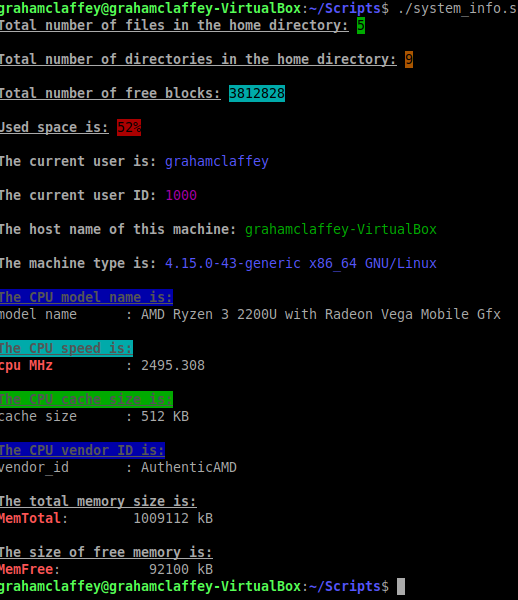 grahamclaffey@grahamclaffey-VirtualBox:~/Scripts$ ./system_info.s
Total number of files in the home directory: 5
Total number of directories in the home directory: 9
Total number of free blocks: 3812828
Used space is: 52%
The current user is: grahamclaffey
The current user ID: 1000
The host name of this machine: grahamclaffey-VirtualBox
The machine type is: 4.15.0-43-generic x86_64 GNU/Linux
The CPU model name is:
model name      : AMD Ryzen 3 2200U with Radeon Vega Mobile Gfx
The CPU speed is:
cpu MHz         : 2495.308
The CPU cache size is:
cache size      : 512 KB
The CPU vendor ID is:
vendor_id       : AuthenticAMD
The total memory size is:
MemTotal:        1009112 kB
The size of free memory is:
MemFree:           92100 kB
grahamclaffey@grahamclaffey-VirtualBox:~/Scripts$